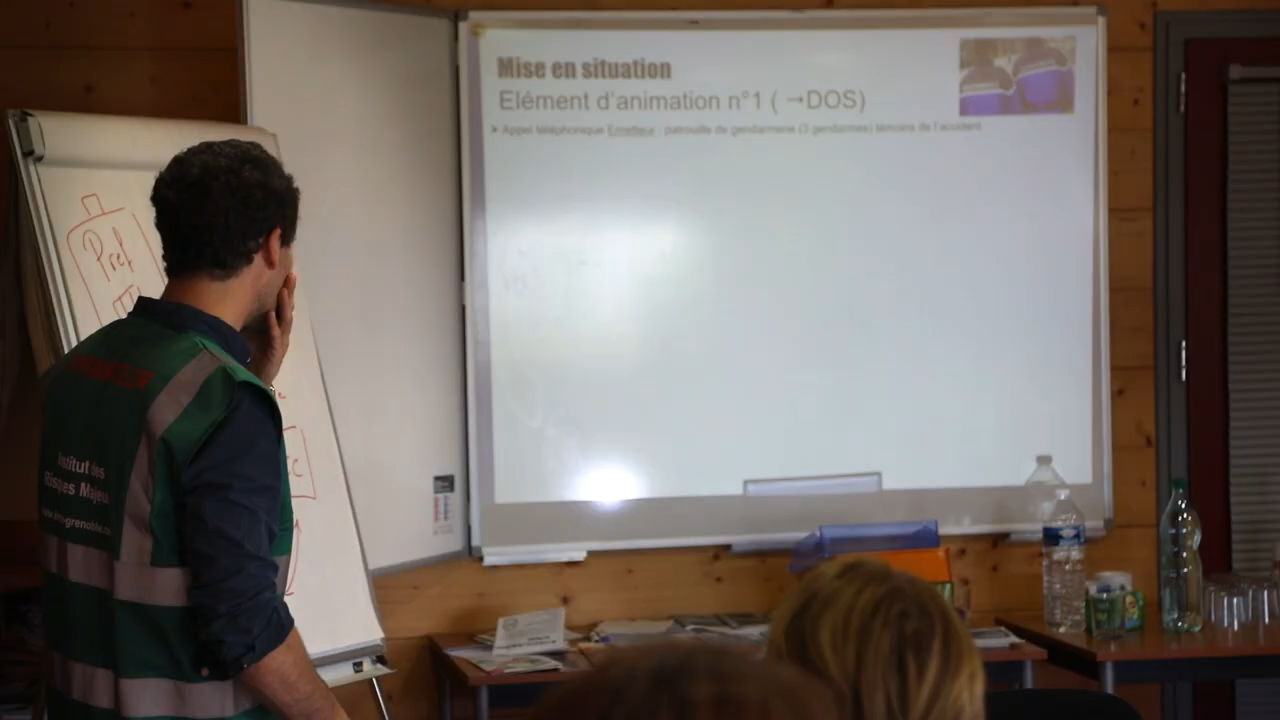 Mise en situation
Elément d'animation n°1 ( →DOS)
➤ Appel téléphonique Emetteur : patrouille de gendarmerie (3 gendarmes) témoins de l'accident
Pref
Institut des
Risques Majeu